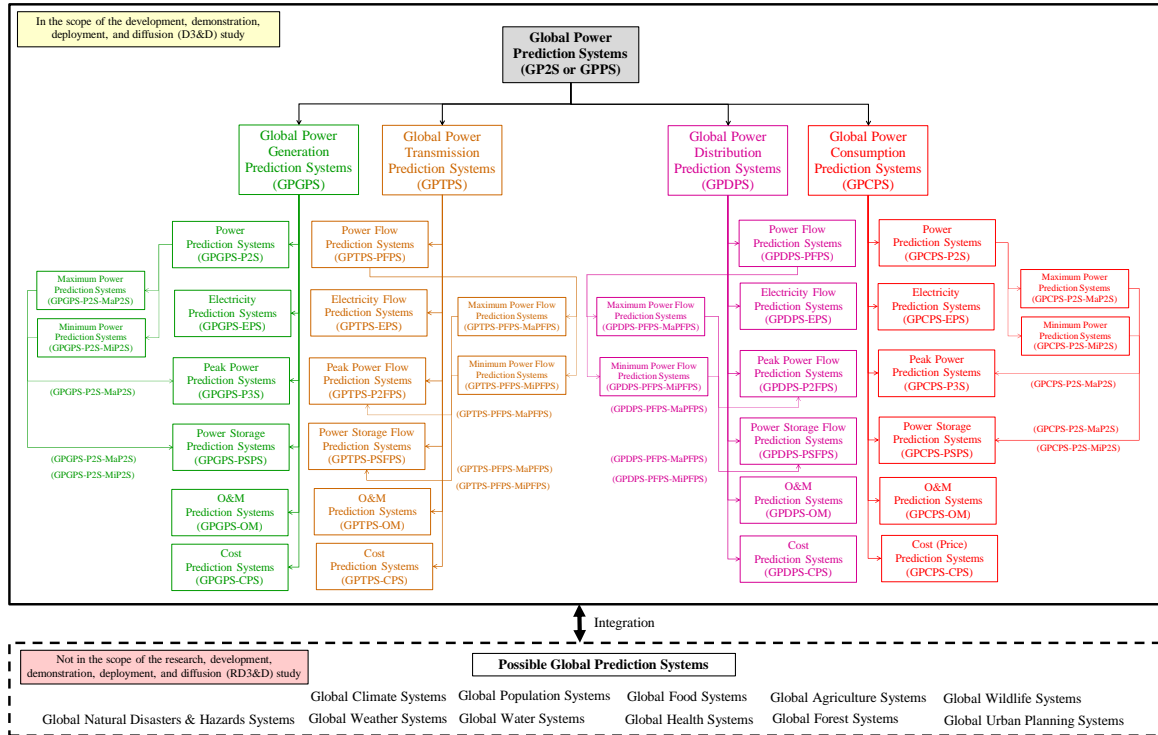 In the scope of the development, demonstration,
deployment, and diffusion (D3&D) study
Global Power
Prediction Systems
(GP2S or GPPS)
Global Power
Generation
Prediction Systems
(GPGPS)
Global Power
Transmission
Prediction Systems
(GPTPS)
Global Power
Distribution
Prediction Systems
(GPDPS)
Global Power
Consumption
Prediction Systems
(GPCPS)
Power
Prediction Systems
(GPGPS-P2S)
Maximum Power
Prediction Systems
(GPGPS-P2S-MaP2S)
Minimum Power
Prediction Systems
(GPGPS-P2S-MiP2S)
Electricity
Prediction Systems
(GPGPS-EPS)
Peak Power
Prediction Systems
(GPGPS-P3S)
(GPGPS-P2S-MaP2S)
Power Storage
Prediction Systems
(GPGPS-PSPS)
(GPGPS-P2S-MaP2S)
(GPGPS-P2S-MiP2S)
O&M
Prediction Systems
(GPGPS-OM)
Cost
Prediction Systems
(GPGPS-CPS)
Power Flow
Prediction Systems
(GPTPS-PFPS)
Electricity Flow
Prediction Systems
(GPTPS-EPS)
Maximum Power Flow
Prediction Systems
(GPTPS-PFPS-MaPFPS)
Minimum Power Flow
Prediction Systems
(GPTPS-PFPS-MiPFPS)
Peak Power Flow
Prediction Systems
(GPTPS-P2FPS)
(GPTPS-PFPS-MaPFPS)
Power Storage Flow
Prediction Systems
(GPTPS-PSFPS)
(GPTPS-PFPS-MaPFPS)
(GPTPS-PFPS-MiPFPS)
O&M
Prediction Systems
(GPTPS-OM)
Cost
Prediction Systems
(GPTPS-CPS)
Power Flow
Prediction Systems
(GPDPS-PFPS)
Maximum Power Flow
Prediction Systems
(GPDPS-PFPS-MaPFPS)
Minimum Power Flow
Prediction Systems
(GPDPS-PFPS-MiPFPS)
Electricity Flow
Prediction Systems
(GPDPS-EPS)
Peak Power Flow
Prediction Systems
(GPDPS-P2FPS)
(GPDPS-PFPS-MaPFPS)
Power Storage Flow
Prediction Systems
(GPDPS-PSFPS)
(GPDPS-PFPS-MaPFPS)
(GPDPS-PFPS-MiPFPS)
O&M
Prediction Systems
(GPDPS-OM)
Cost
Prediction Systems
(GPDPS-CPS)
Power
Prediction Systems
(GPCPS-P2S)
Maximum Power
Prediction Systems
(GPCPS-P2S-MaP2S)
Minimum Power
Prediction Systems
(GPCPS-P2S-MiP2S)
Electricity
Prediction Systems
(GPCPS-EPS)
Peak Power
Prediction Systems
(GPCPS-P3S)
(GPCPS-P2S-MaP2S)
Power Storage
Prediction Systems
(GPCPS-PSPS)
(GPCPS-P2S-MaP2S)
(GPCPS-P2S-MiP2S)
O&M
Prediction Systems
(GPCPS-OM)
Cost (Price)
Prediction Systems
(GPCPS-CPS)
Integration
Not in the scope of the research, development,
demonstration, deployment, and diffusion (RD3&D) study
Possible Global Prediction Systems
Global Climate Systems
Global Population Systems
Global Food Systems
Global Agriculture Systems
Global Wildlife Systems
Global Natural Disasters & Hazards Systems
Global Weather Systems
Global Water Systems
Global Health Systems
Global Forest Systems
Global Urban Planning Systems